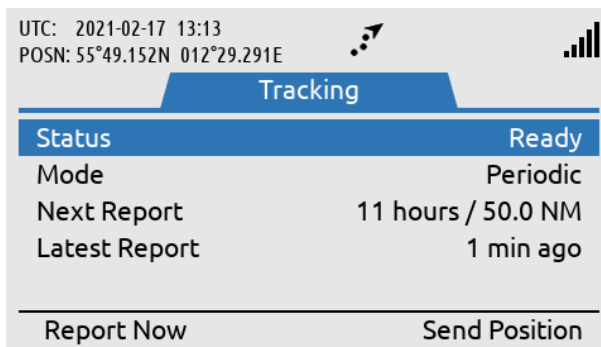 UTC: 2021-02-17 13:13
POSN: 55°49.152N 012°29.291E
Tracking
Status Ready
Mode Periodic
Next Report 11 hours / 50.0 NM
Latest Report 1 min ago
Report Now Send Position